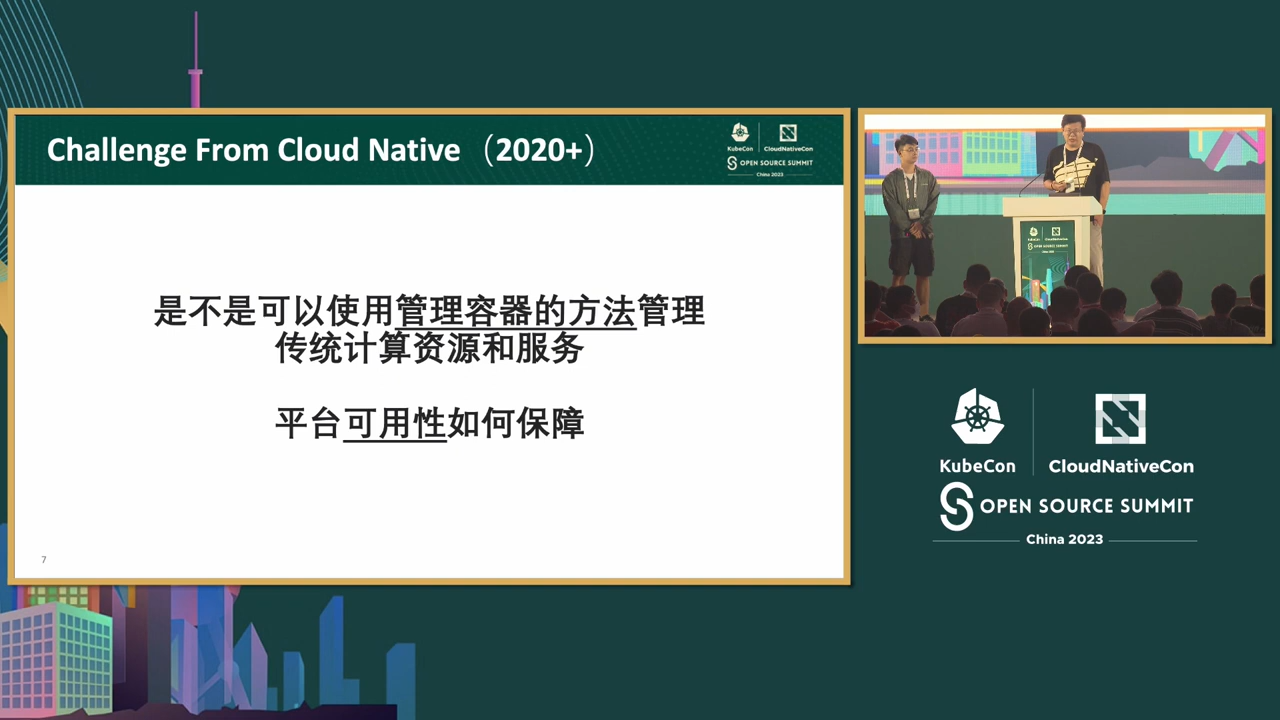 Challenge From Cloud Native（2020+）
KubeCon
CloudNativeCon
OPEN SOURCE SUMMIT
China 2023
是不是可以使用管理容器的方法管理
传统计算资源和服务
平台可用性如何保障
7
KubeCon
CloudNativeCon
OPEN SOURCE SUMMIT
China 2023